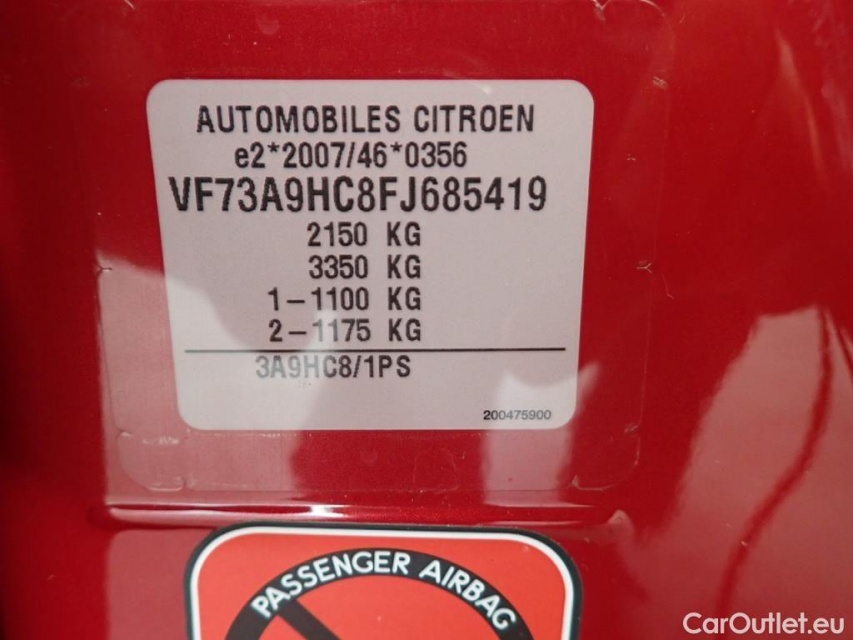 AUTOMOBILES CITROEN
e2*2007/46*0356
VF73A9HC8FJ685419
2150 KG
3350 KG
1-1100 KG
2-1175 KG
3A9HC8/1PS
200475900
PASSENGER AIRBAG
CarOutlet.eu